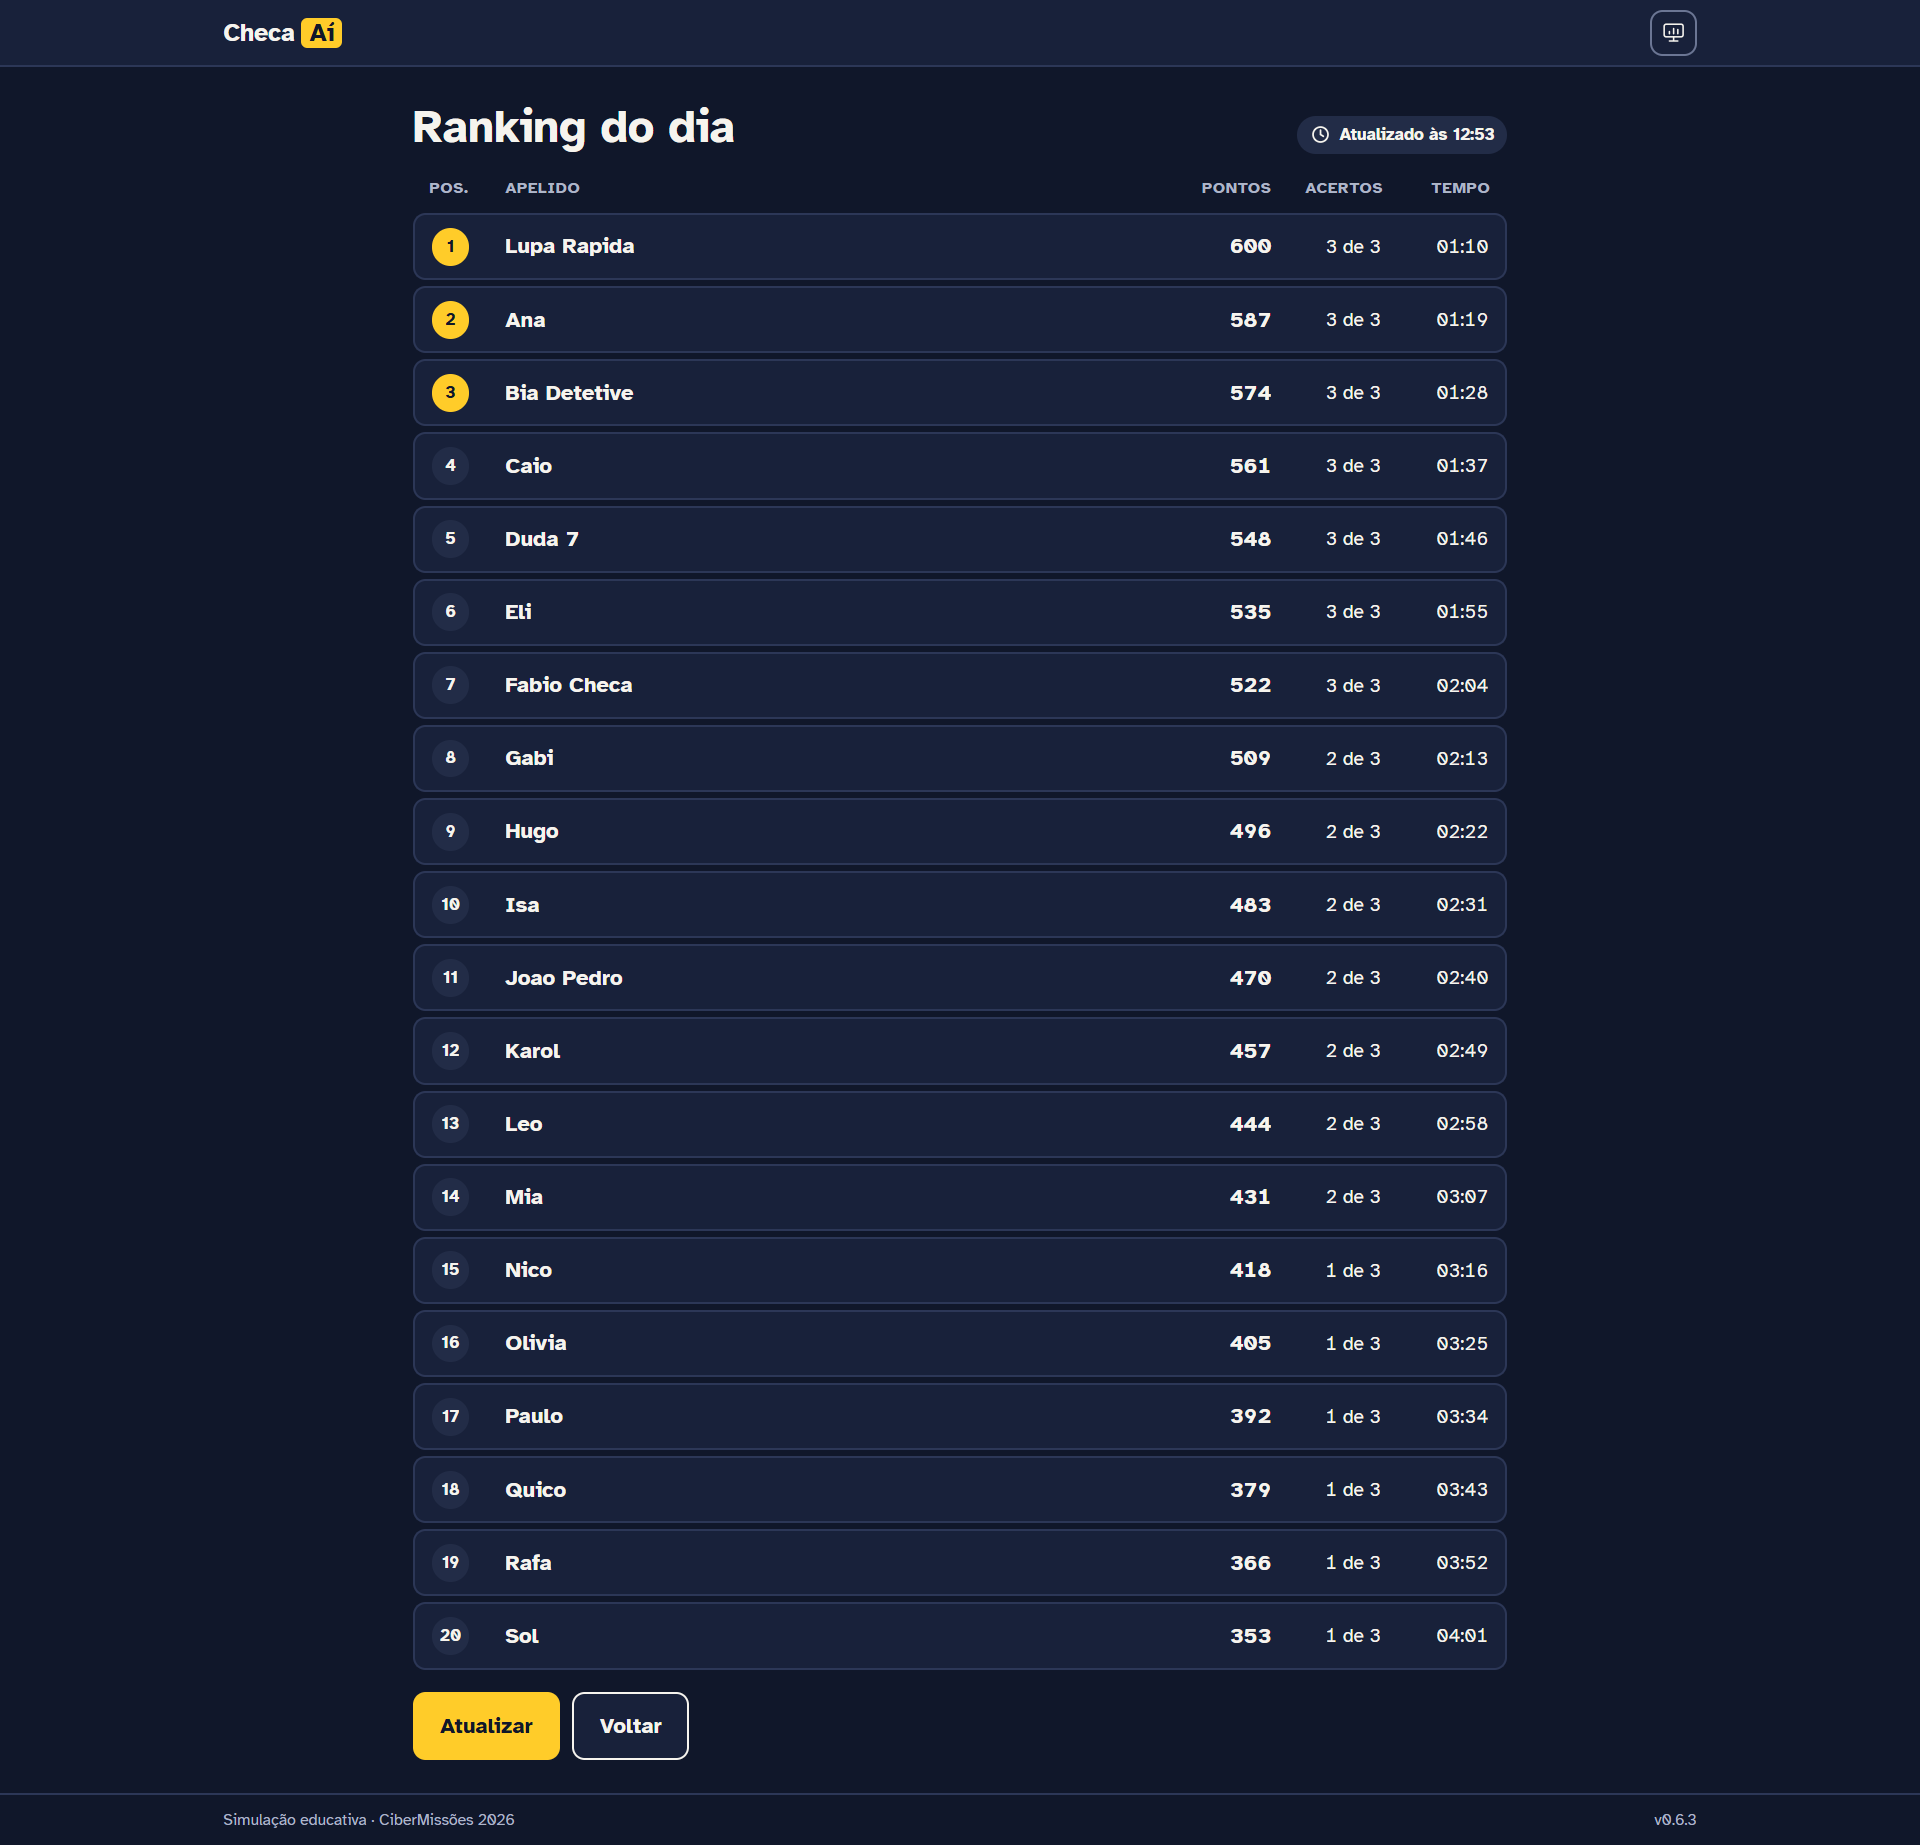 Checa Aí
Ranking do dia
Atualizado às 12:53
POS. APELIDO PONTOS ACERTOS TEMPO
1 Lupa Rapida 600 3 de 3 01:10
2 Ana 587 3 de 3 01:19
3 Bia Detetive 574 3 de 3 01:28
4 Caio 561 3 de 3 01:37
5 Duda 7 548 3 de 3 01:46
6 Eli 535 3 de 3 01:55
7 Fabio Checa 522 3 de 3 02:04
8 Gabi 509 2 de 3 02:13
9 Hugo 496 2 de 3 02:22
10 Isa 483 2 de 3 02:31
11 Joao Pedro 470 2 de 3 02:40
12 Karol 457 2 de 3 02:49
13 Leo 444 2 de 3 02:58
14 Mia 431 2 de 3 03:07
15 Nico 418 1 de 3 03:16
16 Olivia 405 1 de 3 03:25
17 Paulo 392 1 de 3 03:34
18 Quico 379 1 de 3 03:43
19 Rafa 366 1 de 3 03:52
20 Sol 353 1 de 3 04:01
Atualizar Voltar
Simulação educativa · CiberMissões 2026 v0.6.3